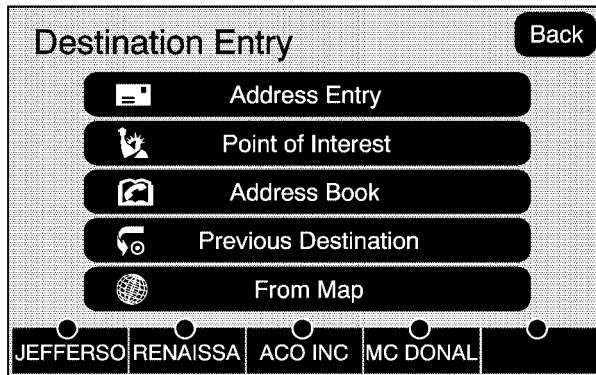 Destination Entry
Back
Address Entry
Point of Interest
Address Book
Previous Destination
From Map
JEFFERSO RENAISSA ACO INC MC DONAL